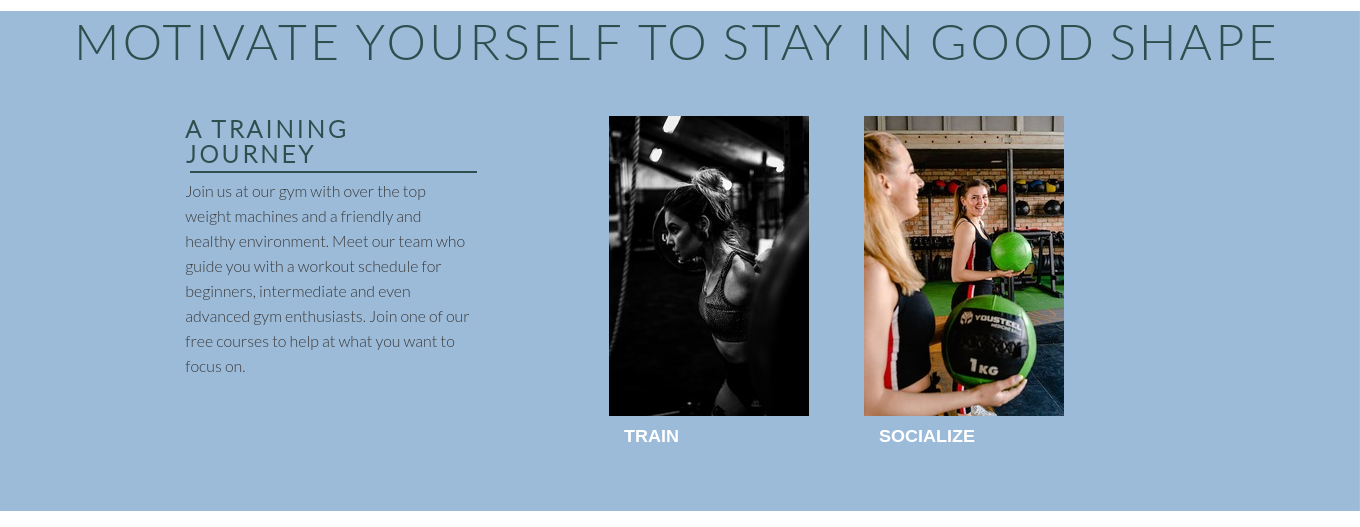 MOTIVATE YOURSELF TO STAY IN GOOD SHAPE
A TRAINING
JOURNEY
Join us at our gym with over the top
weight machines and a friendly and
healthy environment. Meet our team who
guide you with a workout schedule for
beginners, intermediate and even
advanced gym enthusiasts. Join one of our
free courses to help at what you want to
focus on.
YOUSTEEL
MEDICINE BALL
1KG
TRAIN
SOCIALIZE